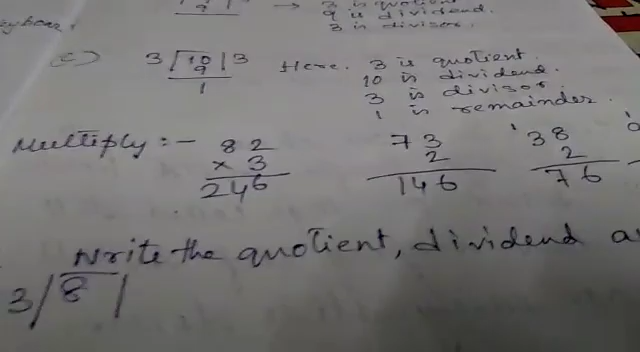 3 is quotient
9 is dividend.
3 is divisor.
(c) 3 10 3 Here. 3 is quotient.
9 10 is dividend.
1 3 is divisor
1 is remainder.
Multiply :- 82 73 38
× 3 2 2
246 146 76
Write the quotient, dividend
3 8